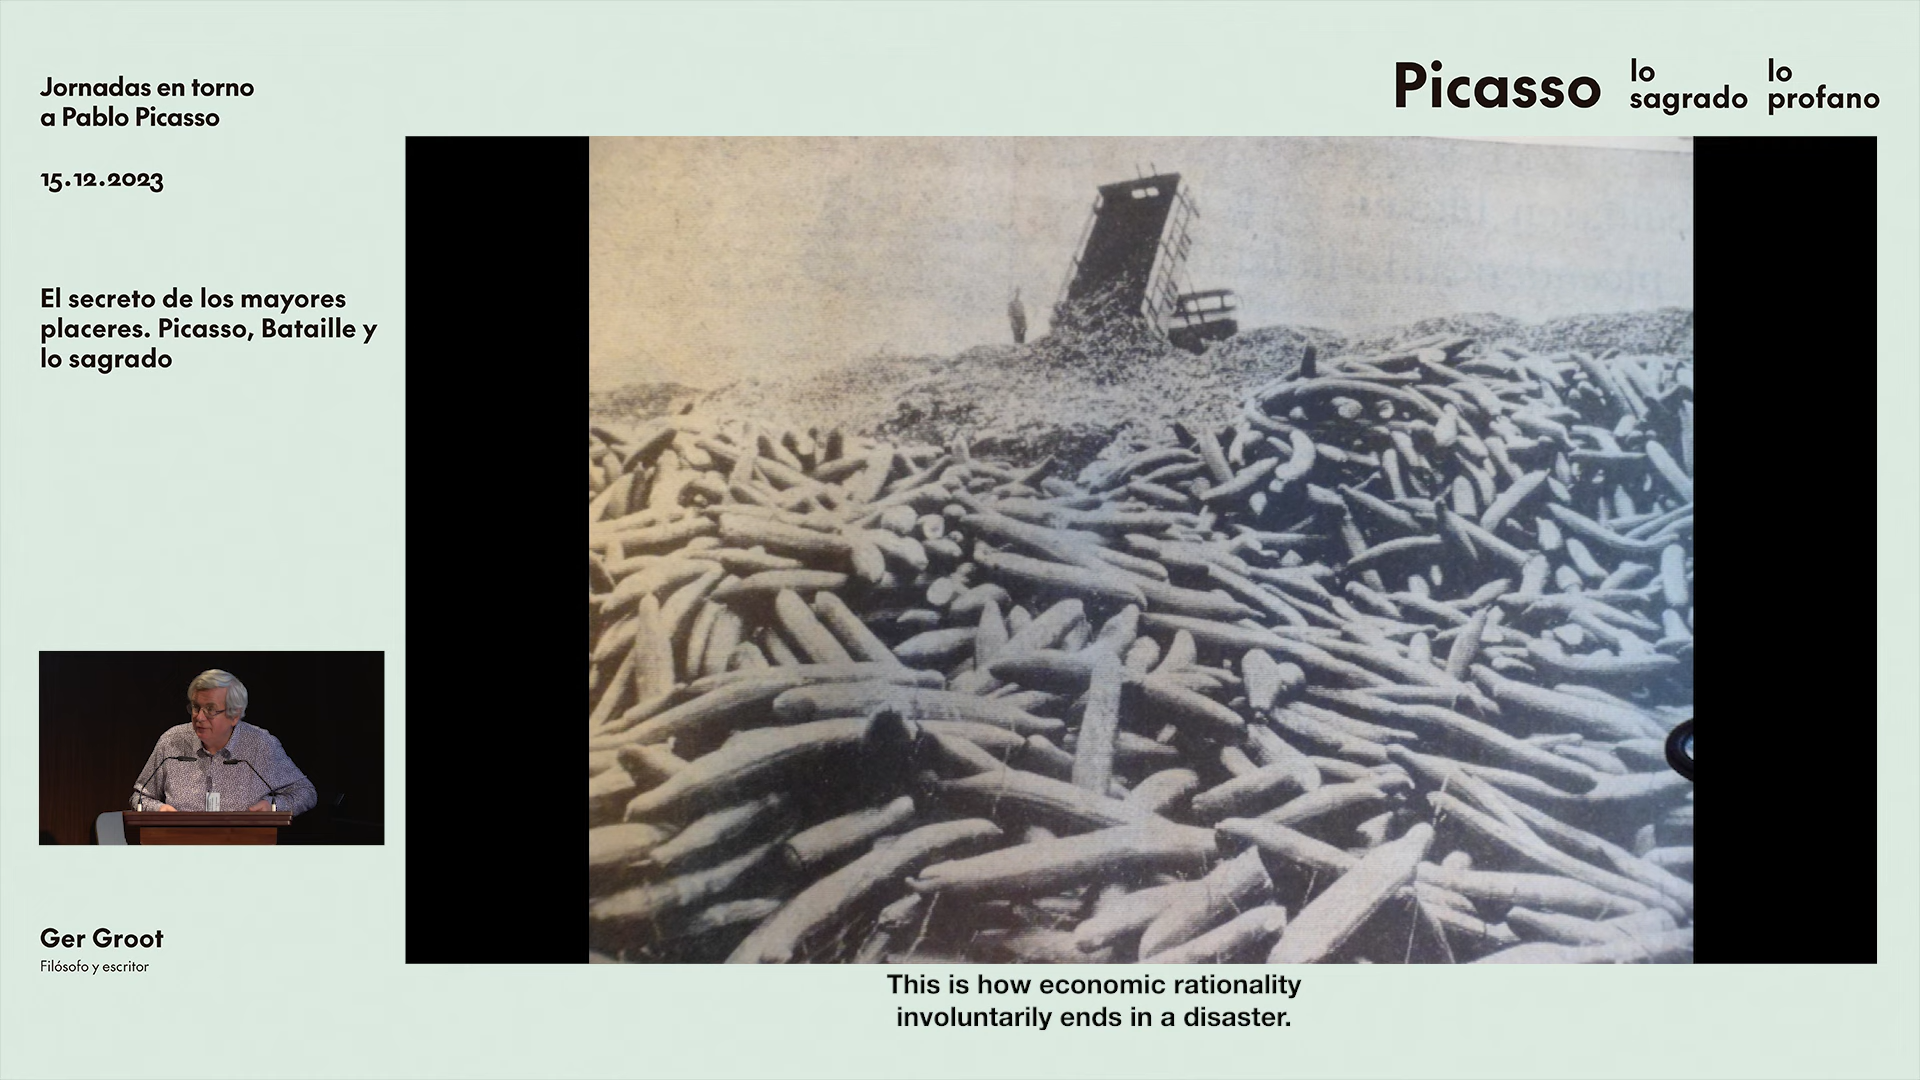 Jornadas en torno
a Pablo Picasso
15.12.2023
El secreto de los mayores
placeres. Picasso, Bataille y
lo sagrado
Ger Groot
Filósofo y escritor
Picasso
lo
sagrado
lo
profano
This is how economic rationality
involuntarily ends in a disaster.